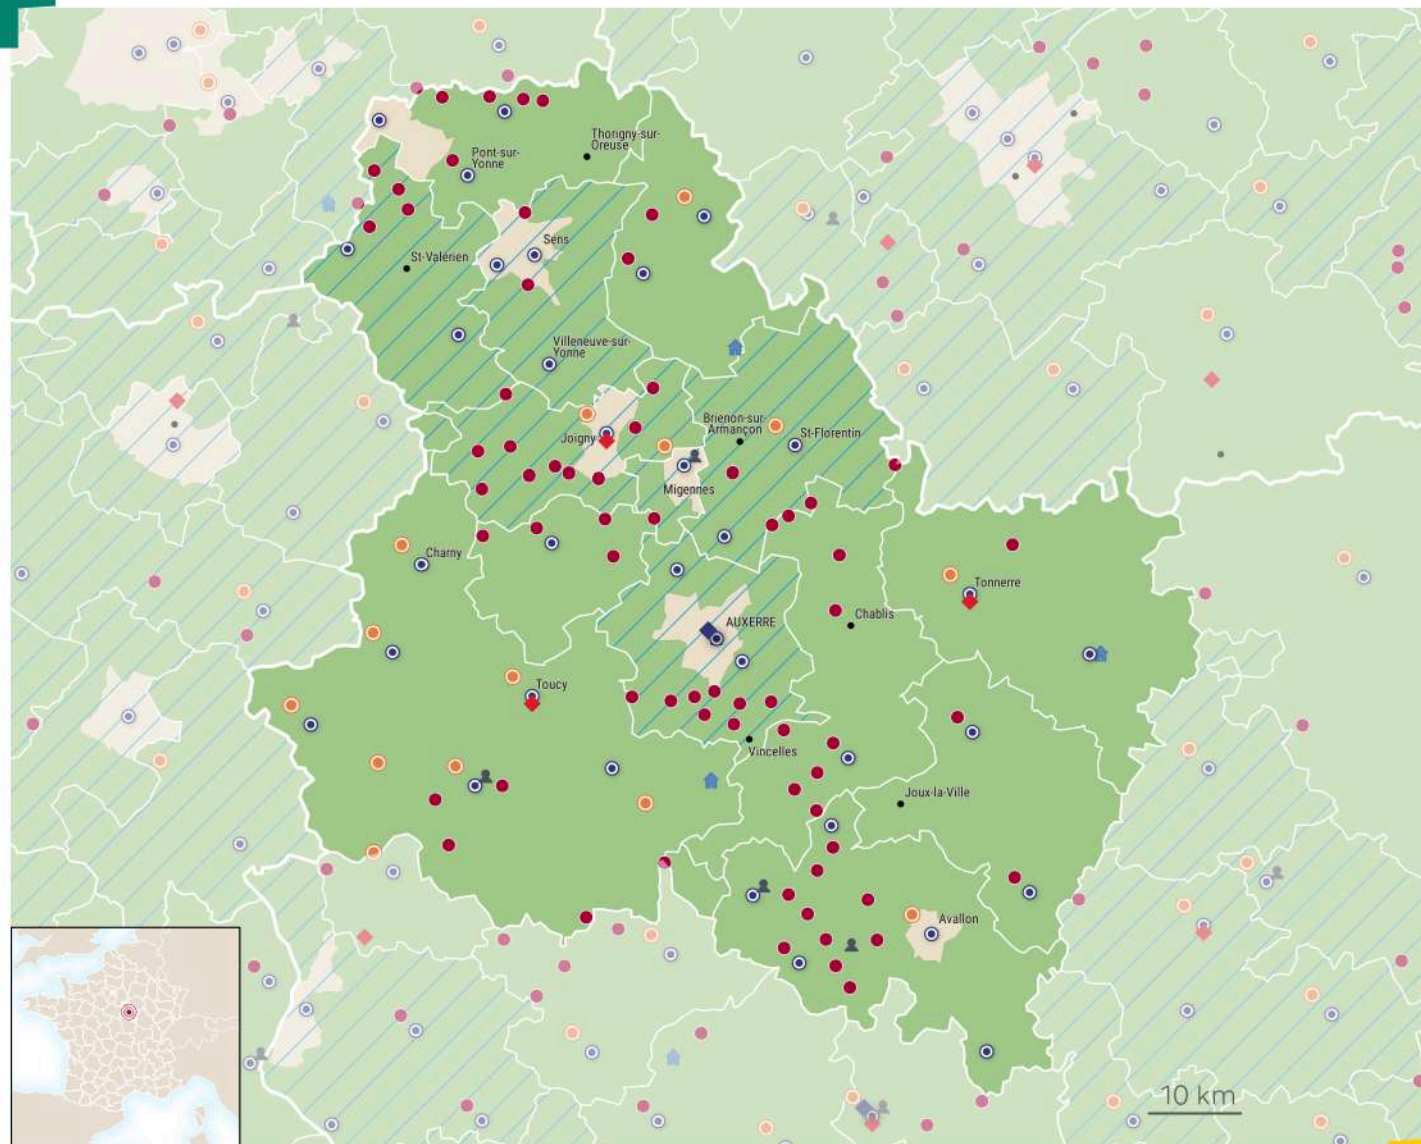 Thorigny-sur-
Oreuse
Pont-sur-
Yonne
Sens
St-Valérien
Villeneuve-sur-
Yonne
Brienon-sur-
Armançon
St-Florentin
Joigny
Migennes
Charny
Tonnerre
Chablis
AUXERRE
Toucy
Vincelles
Joux-la-Ville
Avallon
10 km